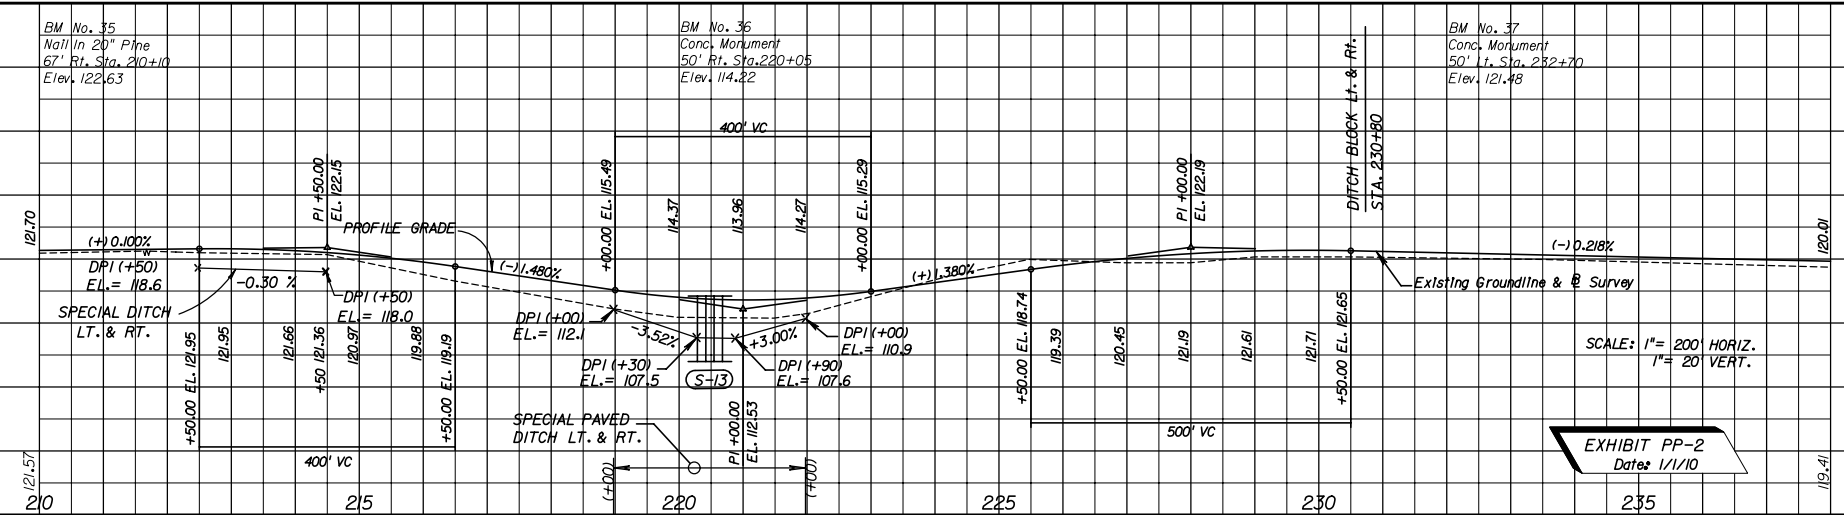 BM No. 35
Nail In 20" Pine
67' Rt. Sta. 210+10
Elev. 122.63
BM No. 36
Conc. Monument
50' Rt. Sta.220+05
Elev. 114.22
BM No. 37
Conc. Monument
50' Lt. Sta. 232+70
Elev. 121.48
DITCH BLOCK Lt. & Rt.
STA. 230+80
400' VC
121.70
(+) 0.100%
PI +50.00
EL. 122.15
PROFILE GRADE
(-) 1.480%
+00.00 EL. 115.49
114.37
113.96
114.27
+00.00 EL. 115.29
(+) 1.380%
PI +00.00
EL. 122.19
(-) 0.218%
120.01
DPI (+50)
EL.= 118.6
-0.30 %
SPECIAL DITCH
LT. & RT.
DPI (+50)
EL.= 118.0
DPI (+00)
EL.= 112.1
-3.52%
DPI (+30)
EL.= 107.5
S-13
+3.00%
DPI (+90)
EL.= 107.6
DPI (+00)
EL.= 110.9
Existing Groundline & B Survey
SCALE: 1"= 200' HORIZ.
1"= 20' VERT.
+50.00 EL. 121.95
121.95
121.66
+50 121.36
120.97
119.88
+50.00 EL. 119.19
400' VC
SPECIAL PAVED
DITCH LT. & RT.
PI +00.00
EL. 112.53
(+00)
(+00)
+50.00 EL. 118.74
119.39
120.45
121.19
121.61
121.71
+50.00 EL. 121.65
500' VC
EXHIBIT PP-2
Date: 1/1/10
121.57
119.41
210
215
220
225
230
235